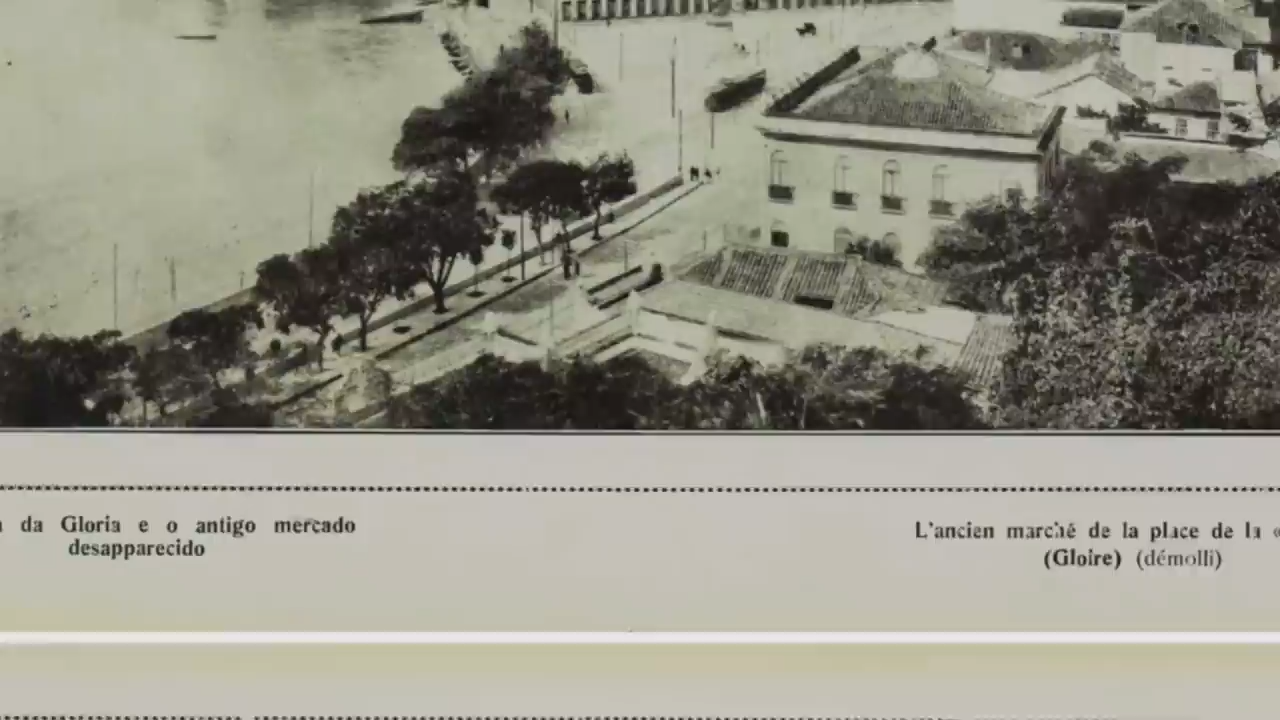 da Gloria e o antigo mercado
desapparecido
L'ancien marché de la place de la «
(Gloire) (démolli)